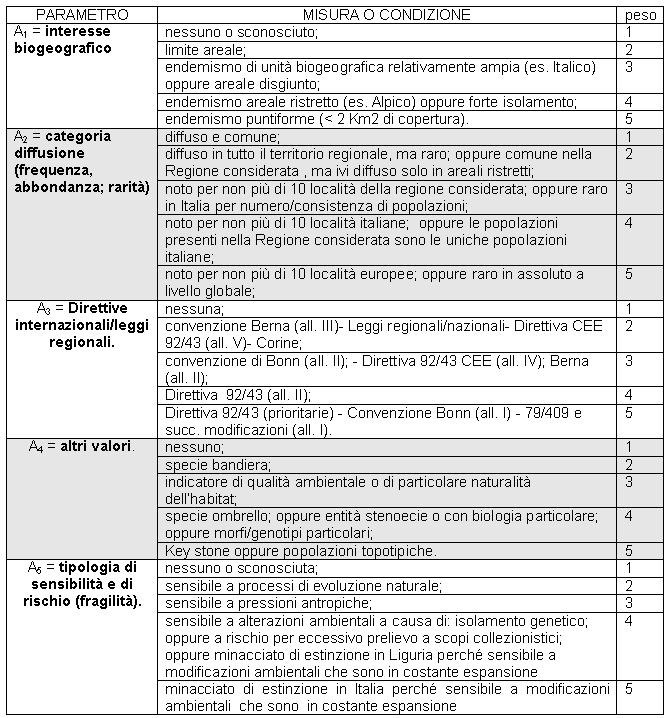 PARAMETRO MISURA O CONDIZIONE peso
A1 = interesse
biogeografico
nessuno o sconosciuto; 1
limite areale; 2
endemismo di unità biogeografica relativamente ampia (es. Italico) 3
oppure areale disgiunto;
endemismo areale ristretto (es. Alpico) oppure forte isolamento; 4
endemismo puntiforme (< 2 Km2 di copertura). 5
A2 = categoria
diffusione
(frequenza,
abbondanza; rarità)
diffuso e comune; 1
diffuso in tutto il territorio regionale, ma raro; oppure comune nella 2
Regione considerata , ma ivi diffuso solo in areali ristretti;
noto per non più di 10 località della regione considerata; oppure raro 3
in Italia per numero/consistenza di popolazioni;
noto per non più di 10 località italiane; oppure le popolazioni 4
presenti nella Regione considerata sono le uniche popolazioni
italiane;
noto per non più di 10 località europee; oppure raro in assoluto a 5
livello globale;
A3 = Direttive
internazionali/leggi
regionali.
nessuna; 1
convenzione Berna (all. III)- Leggi regionali/nazionali- Direttiva CEE 2
92/43 (all. V)- Corine;
convenzione di Bonn (all. II); - Direttiva 92/43 CEE (all. IV); Berna 3
(all. II);
Direttiva 92/43 (all. II); 4
Direttiva 92/43 (prioritarie) - Convenzione Bonn (all. I) - 79/409 e 5
succ. modificazioni (all. I).
A4 = altri valori.
nessuno; 1
specie bandiera; 2
indicatore di qualità ambientale o di particolare naturalità 3
dell'habitat;
specie ombrello; oppure entità stenoecie o con biologia particolare; 4
oppure morfi/genotipi particolari;
Key stone oppure popolazioni topotipiche. 5
A5 = tipologia di
sensibilità e di
rischio (fragilità).
nessuno o sconosciuta; 1
sensibile a processi di evoluzione naturale; 2
sensibile a pressioni antropiche; 3
sensibile a alterazioni ambientali a causa di: isolamento genetico; 4
oppure a rischio per eccessivo prelievo a scopi collezionistici;
oppure minacciato di estinzione in Liguria perché sensibile a
modificazioni ambientali che sono in costante espansione
minacciato di estinzione in Italia perché sensibile a modificazioni 5
ambientali che sono in costante espansione